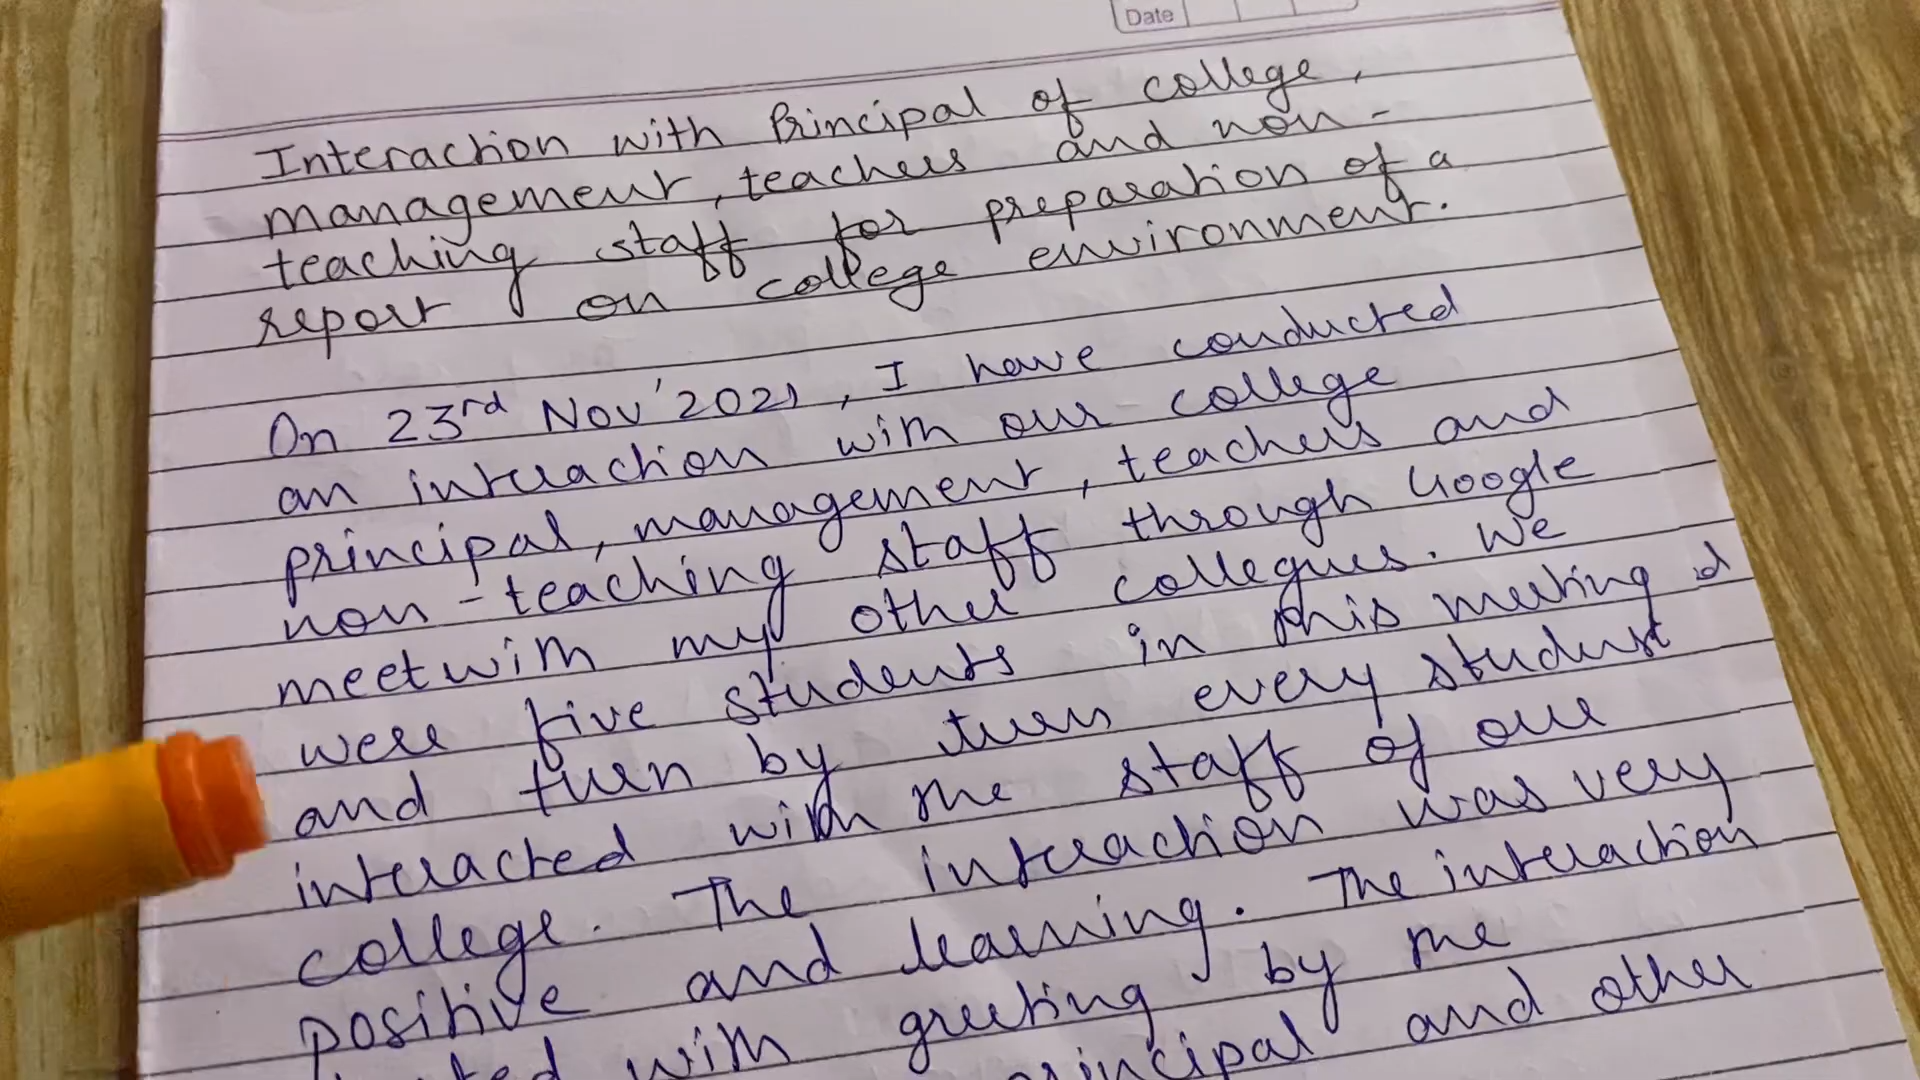 Date
Interaction with Principal of college,
management, teachers and non-
teaching staff for preparation of a
report on college environment.
On 23rd Nov'2021, I have conducted
an interaction with our college
principal, management, teachers and
non-teaching staff through Google
meet with my other collegues. We
were five students in this meeting d
and turn by turn every student
interacted with the staff of our
college. The interaction was very
positive and learning. The interaction
with greeting by the
principal and other